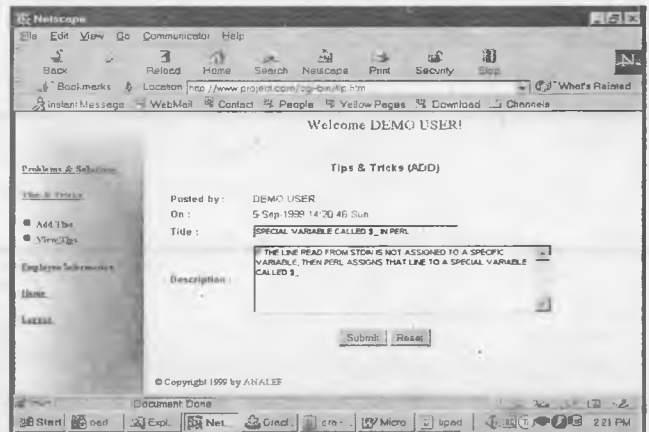 Netscape
File Edit View Go Communicator Help
Back Reload Home Search Netscape Print Security Stop
Bookmarks Location What's Related
Instant Message WebMail Contact People Yellow Pages Download Channels
Welcome DEMO USER!
Problems & Solutions
Tips & Tricks
Add Tips
View Tips
Employee Information
Home
Logout
Tips & Tricks (ADD)
Posted by : DEMO USER
On : 5-Sep-1999 14:20:46 Sun
Title : SPECIAL VARIABLE CALLED $_ IN PERL
Description :
THE LINE READ FROM STDIN IS NOT ASSIGNED TO A SPECIFIC
VARIABLE, THEN PERL ASSIGNS THAT LINE TO A SPECIAL VARIABLE
CALLED $_
Submit Reset
© Copyright 1999 by
Document Done
Start Expl.. Net.. Micro 2:21 PM